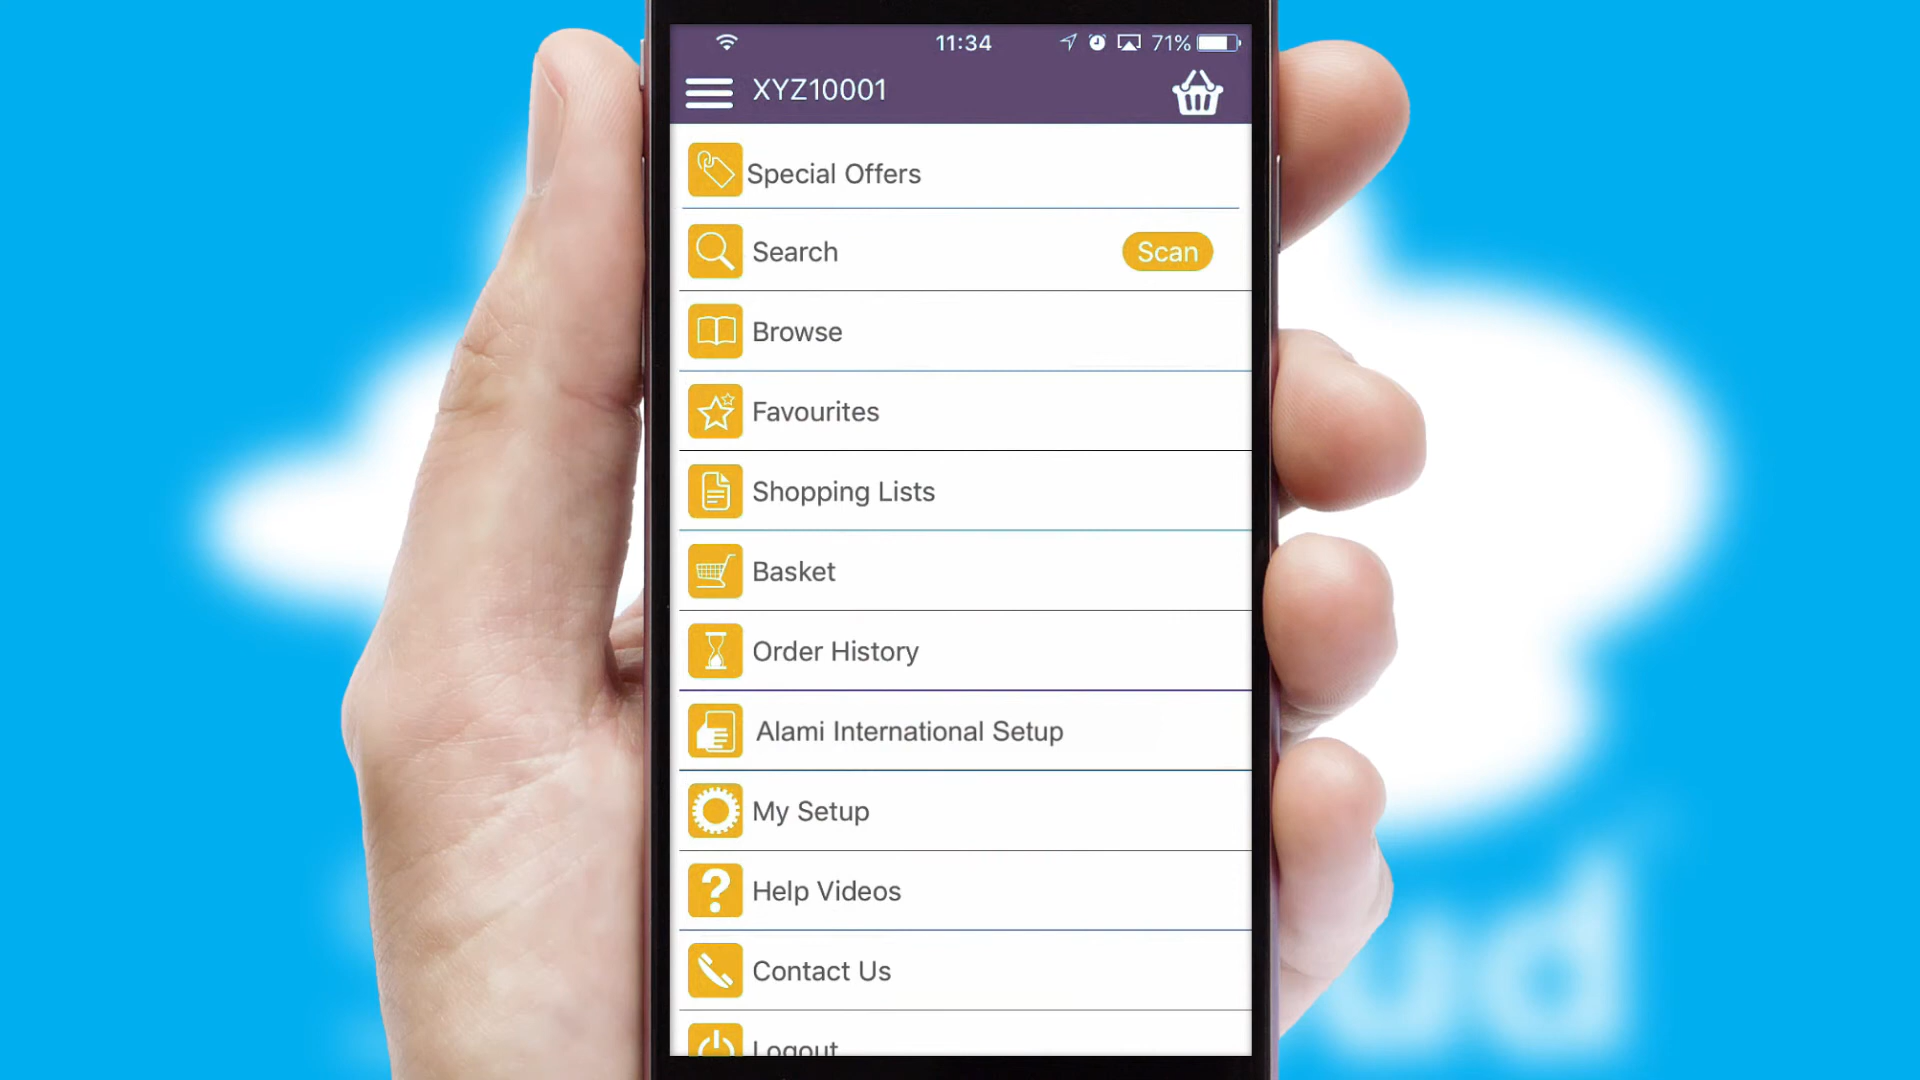 11:34 71%
XYZ10001
Special Offers
Search Scan
Browse
Favourites
Shopping Lists
Basket
Order History
Alami International Setup
My Setup
Help Videos
Contact Us
Logout
ud